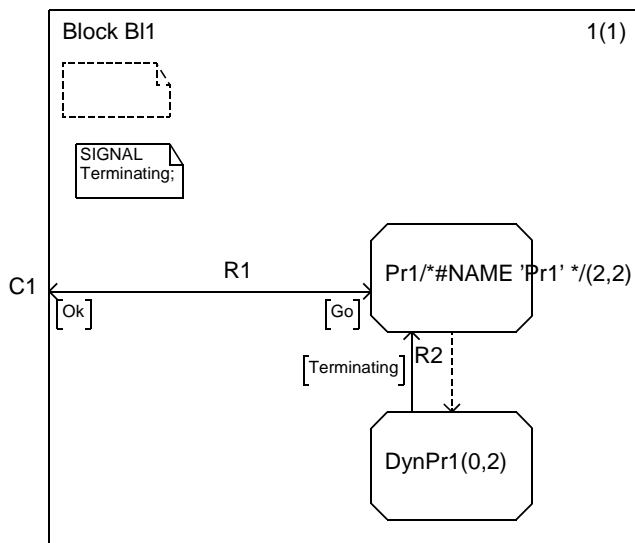 Block Bl1
1(1)
SIGNAL
Terminating;
Pr1/*#NAME ’Pr1’ */(2,2)
R1
C1
[Ok]
[Go]
R2
[Terminating]
DynPr1(0,2)